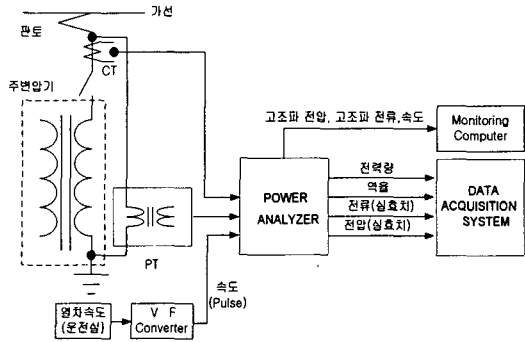 가선
판토
CT
주변압기
고조파 전압, 고조파 전류,속도
Monitoring
Computer
전력량
역율
전류(실효치)
전압(실효치)
POWER
ANALYZER
DATA
ACQUISITION
SYSTEM
PT
속도
(Pulse)
열차속도
(운전실)
V F
Converter